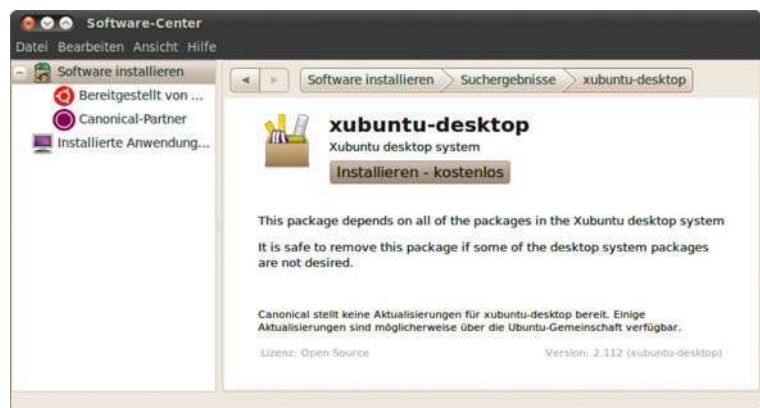 Software-Center
Datei Bearbeiten Ansicht Hilfe
Software installieren
Bereitgestellt von ...
Canonical-Partner
Installierte Anwendung...
Software installieren
Suchergebnisse
xubuntu-desktop
xubuntu-desktop
Xubuntu desktop system
Installieren - kostenlos
This package depends on all of the packages in the Xubuntu desktop system
It is safe to remove this package if some of the desktop system packages
are not desired.
Canonical stellt keine Aktualisierungen für xubuntu-desktop bereit. Einige
Aktualisierungen sind möglicherweise über die Ubuntu-Gemeinschaft verfügbar.
Lizenz: Open Source
Version: 2.112 (xubuntu-desktop)